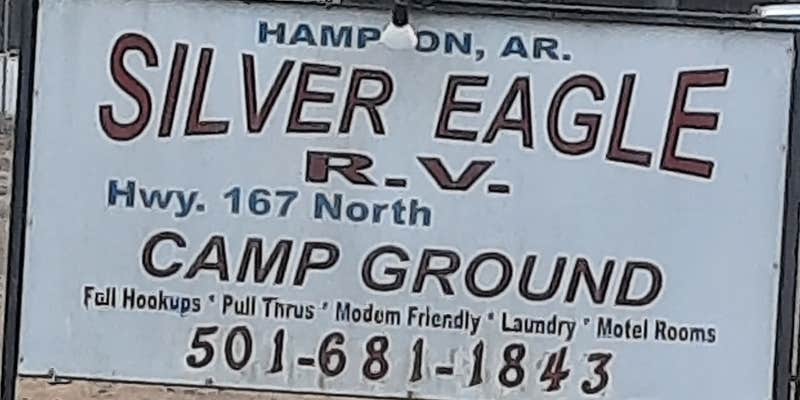 HAMPTON, AR.
SILVER EAGLE
R.V.
Hwy. 167 North
CAMP GROUND
Full Hookups * Pull Thrus * Modem Friendly * Laundry * Motel Rooms
501-681-1843